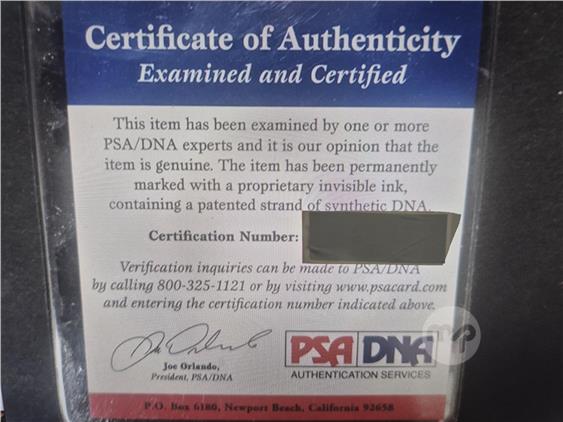 Certificate of Authenticity
Examined and Certified
This item has been examined by one or more
PSA/DNA experts and it is our opinion that the
item is genuine. The item has been permanently
marked with a proprietary invisible ink,
containing a patented strand of synthetic DNA.
Certification Number:
Verification inquiries can be made to PSA/DNA
by calling 800-325-1121 or by visiting www.psacard.com
and entering the certification number indicated above.
Joe Orlando,
President, PSA/DNA
PSA DNA
AUTHENTICATION SERVICES
P.O. Box 6180, Newport Beach, California 92658